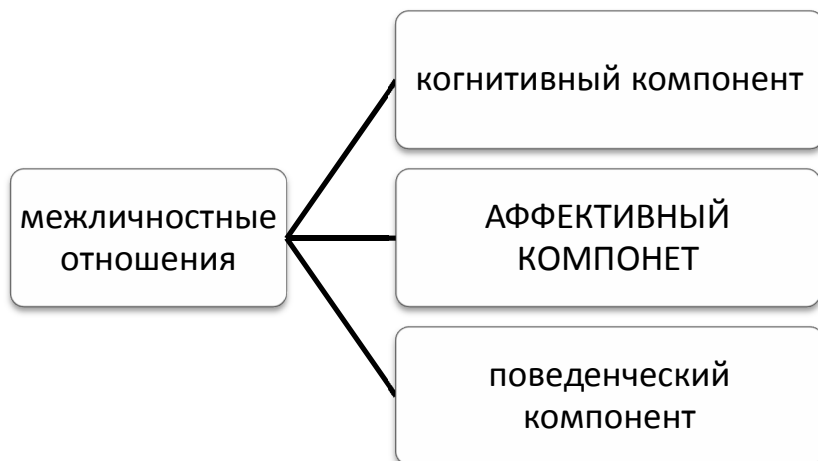 межличностные
отношения
когнитивный компонент
АФФЕКТИВНЫЙ
КОМПОНЕТ
поведенческий
компонент